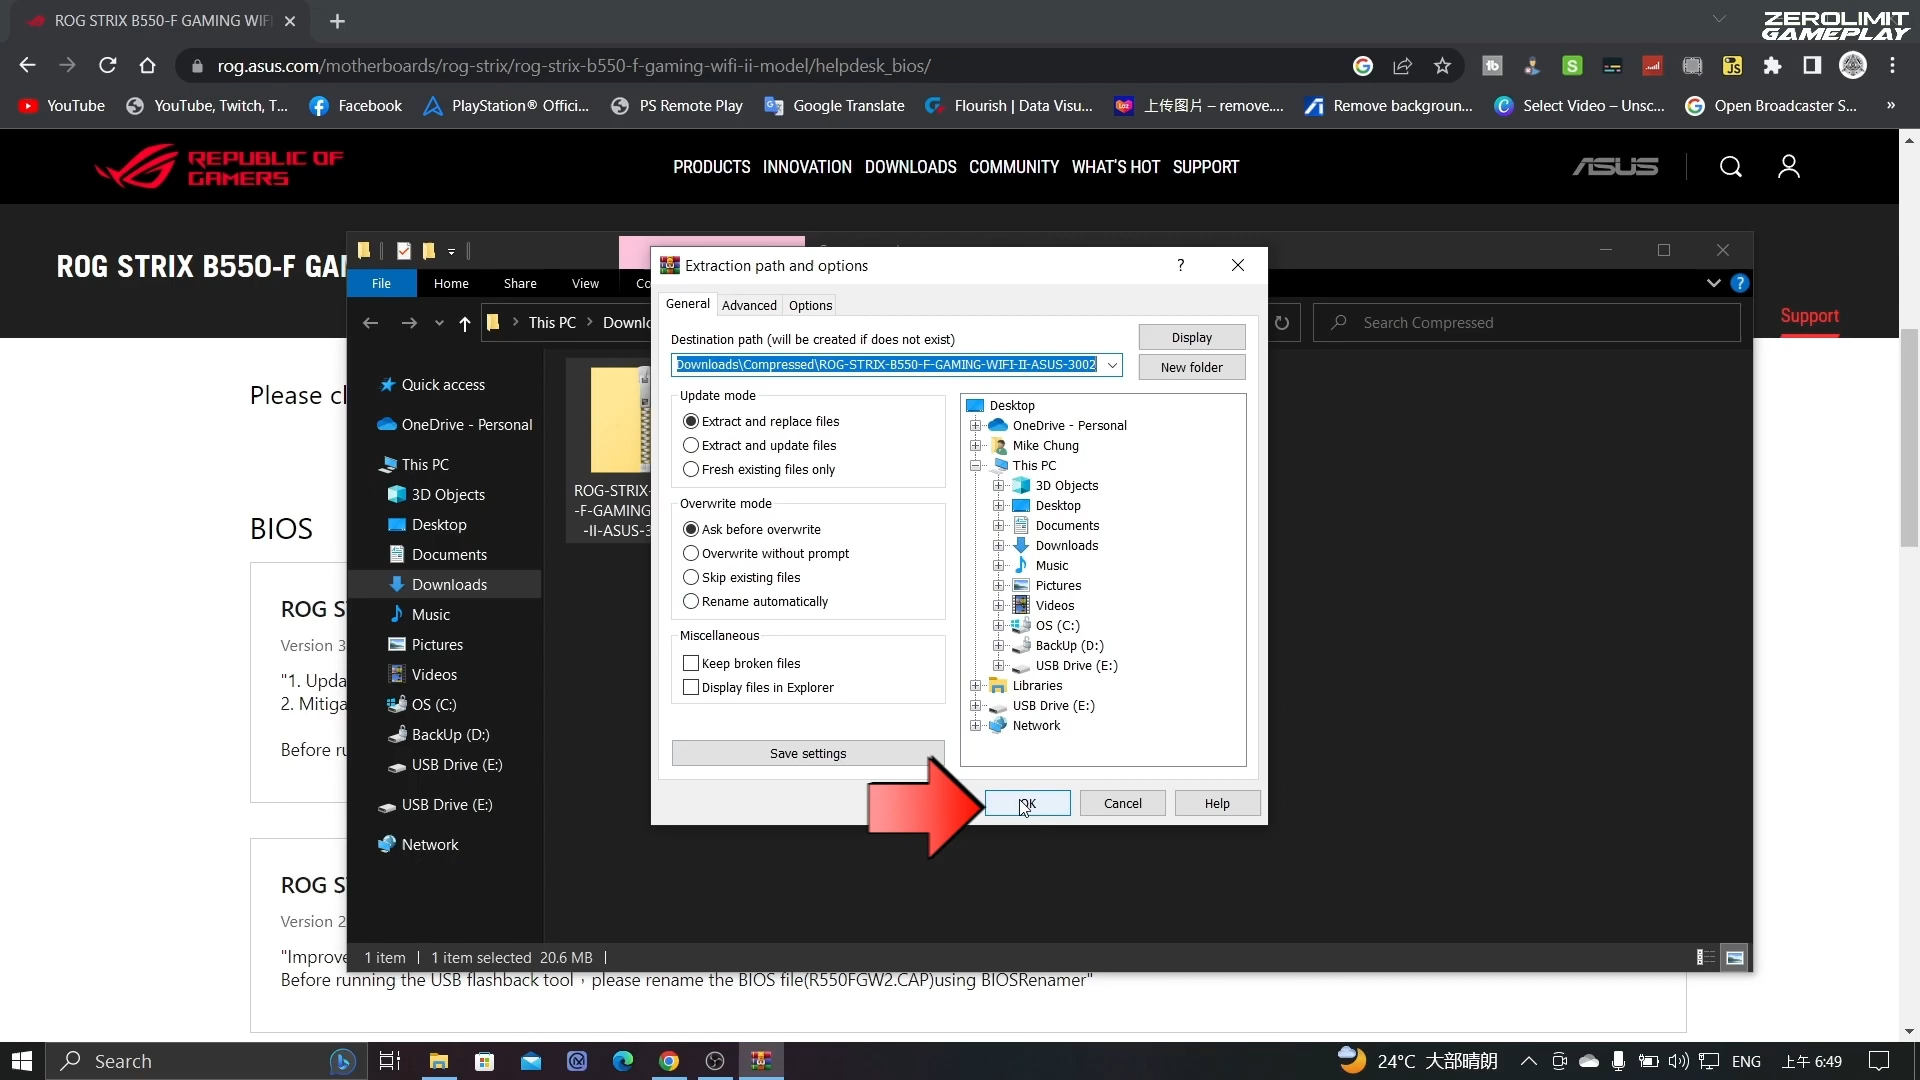 ROG STRIX B550-F GAMING WIFI
ZEROLIMIT
GAMEPLAY
rog.asus.com/motherboards/rog-strix/rog-strix-b550-f-gaming-wifi-ii-model/helpdesk_bios/
YouTube
YouTube, Twitch, T...
Facebook
PlayStation® Offici...
PS Remote Play
Google Translate
Flourish | Data Visu...
上传图片 – remove....
Remove backgroun...
Select Video – Unsc...
Open Broadcaster S...
REPUBLIC OF
GAMERS
PRODUCTS
INNOVATION
DOWNLOADS
COMMUNITY
WHAT'S HOT
SUPPORT
ASUS
ROG STRIX B550-F GA
Support
File
Home
Share
View
Co
This PC
Downlo
Search Compressed
Extraction path and options
General
Advanced
Options
Destination path (will be created if does not exist)
Downloads\Compressed\ROG-STRIX-B550-F-GAMING-WIFI-II-ASUS-3002
Display
New folder
Update mode
Extract and replace files
Extract and update files
Fresh existing files only
Overwrite mode
Ask before overwrite
Overwrite without prompt
Skip existing files
Rename automatically
Miscellaneous
Keep broken files
Display files in Explorer
Save settings
Desktop
OneDrive - Personal
Mike Chung
This PC
3D Objects
Desktop
Documents
Downloads
Music
Pictures
Videos
OS (C:)
BackUp (D:)
USB Drive (E:)
Libraries
USB Drive (E:)
Network
OK
Cancel
Help
Quick access
OneDrive - Personal
This PC
3D Objects
Desktop
Documents
Downloads
Music
Pictures
Videos
OS (C:)
BackUp (D:)
USB Drive (E:)
USB Drive (E:)
Network
ROG-STRIX-
-F-GAMING
-II-ASUS-3
1 item
1 item selected 20.6 MB
Please cl
BIOS
ROG S
Version 3
"1. Upda
2. Mitiga
Before ru
ROG S
Version 2
"Improve
Before running the USB flashback tool，please rename the BIOS file(R550FGW2.CAP)using BIOSRenamer"
Search
24°C 大部晴朗
ENG
上午 6:49